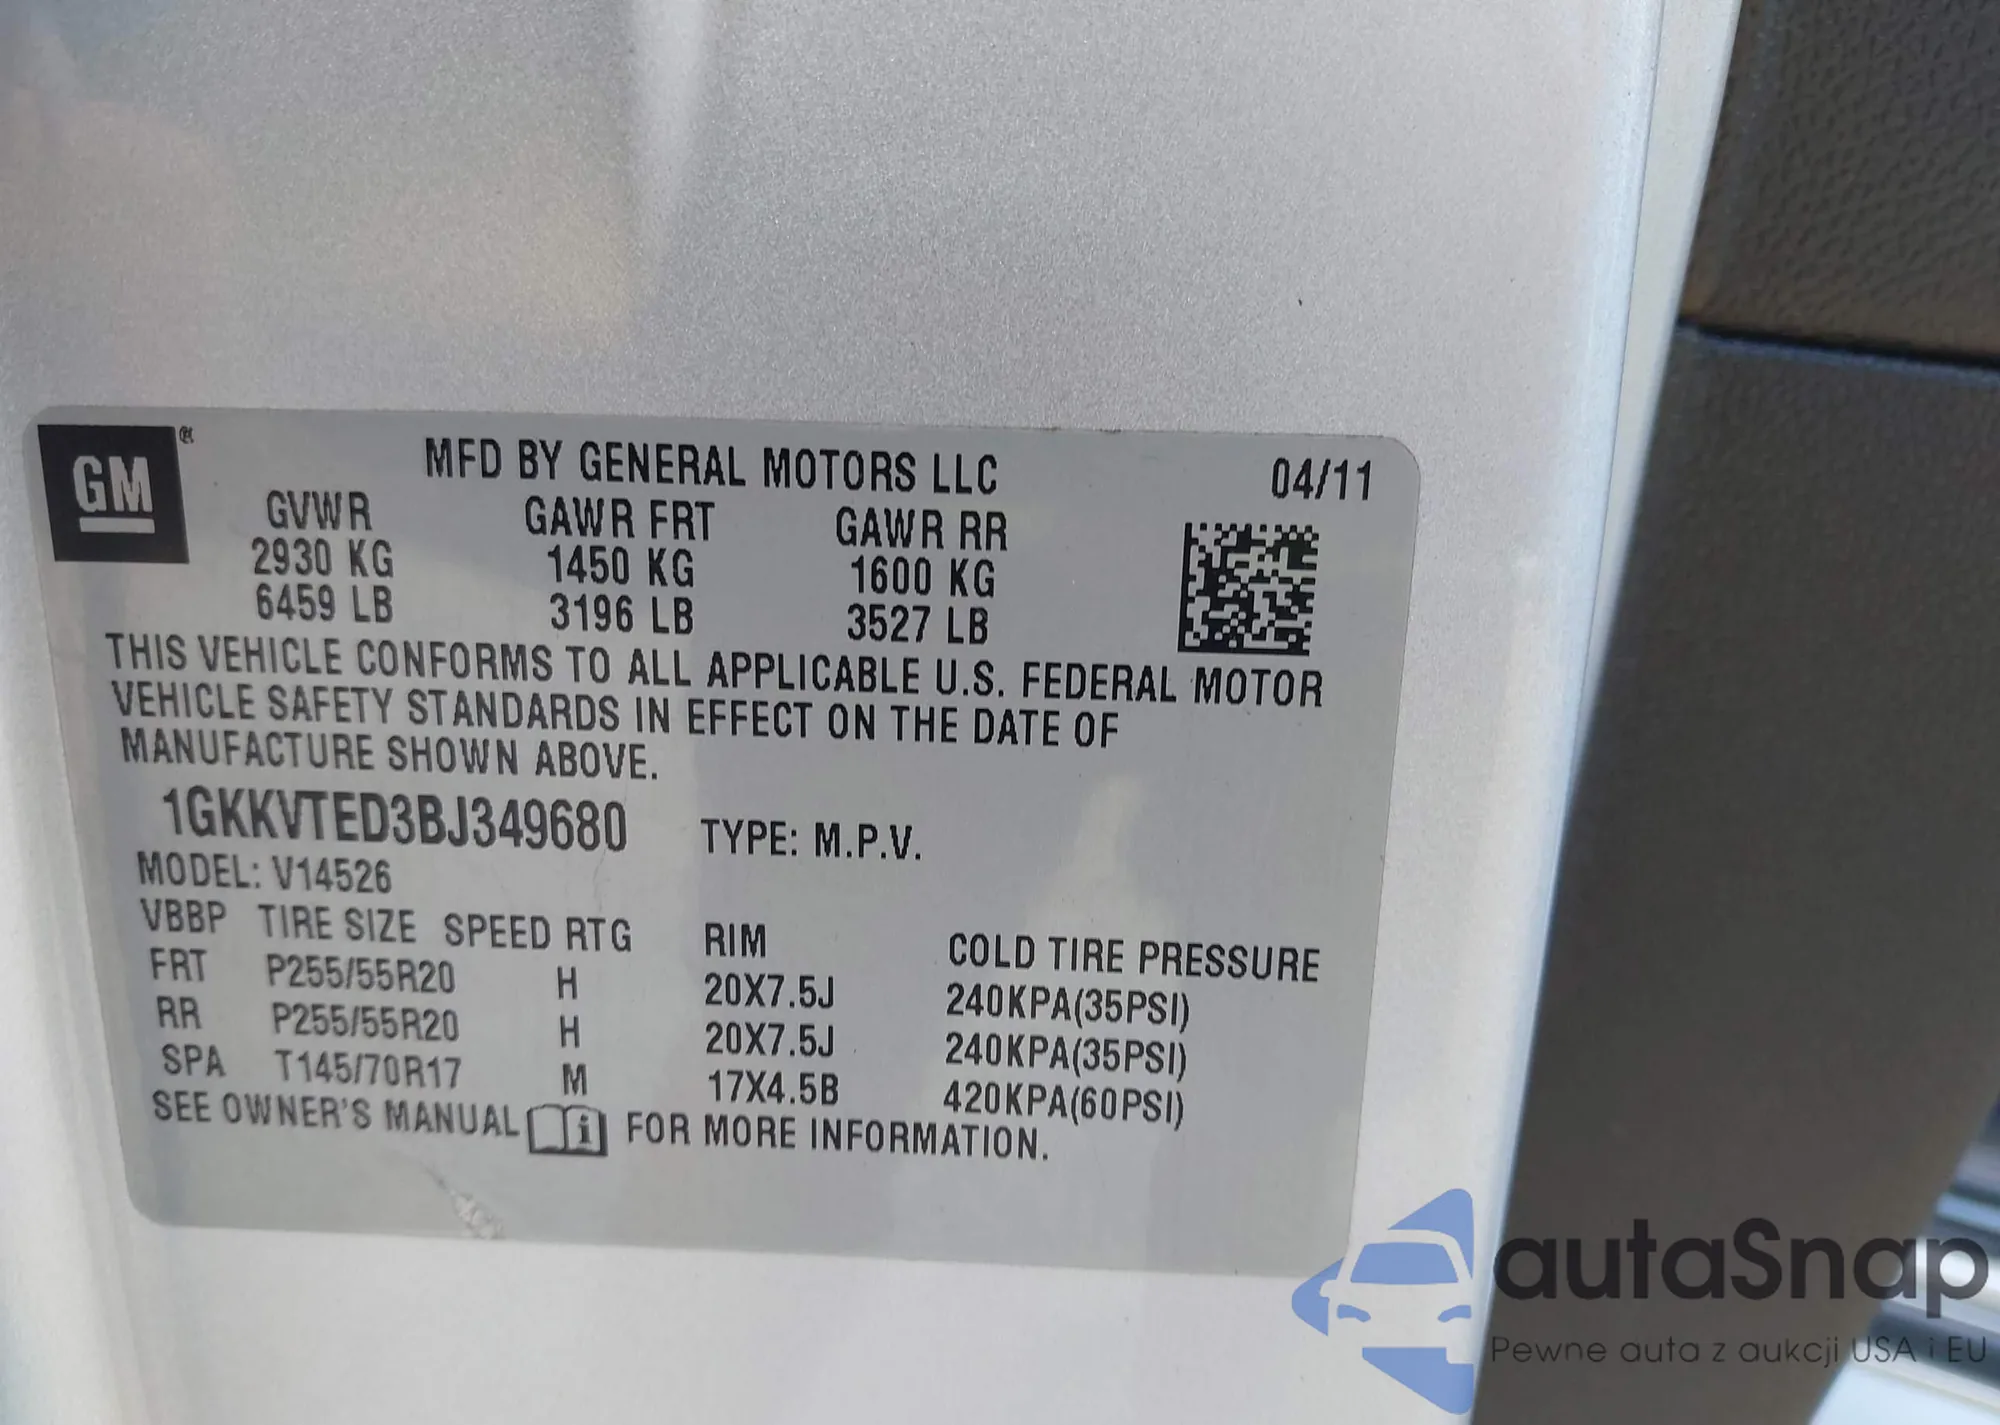 GM ®
MFD BY GENERAL MOTORS LLC 04/11
GVWR GAWR FRT GAWR RR
2930 KG 1450 KG 1600 KG
6459 LB 3196 LB 3527 LB
THIS VEHICLE CONFORMS TO ALL APPLICABLE U.S. FEDERAL MOTOR
VEHICLE SAFETY STANDARDS IN EFFECT ON THE DATE OF
MANUFACTURE SHOWN ABOVE.
1GKKVTED3BJ349680 TYPE: M.P.V.
MODEL: V14526
VBBP TIRE SIZE SPEED RTG RIM COLD TIRE PRESSURE
FRT P255/55R20 H 20X7.5J 240KPA(35PSI)
RR P255/55R20 H 20X7.5J 240KPA(35PSI)
SPA T145/70R17 M 17X4.5B 420KPA(60PSI)
SEE OWNER'S MANUAL i FOR MORE INFORMATION.
autaSnap
Pewne auta z aukcji USA i EU